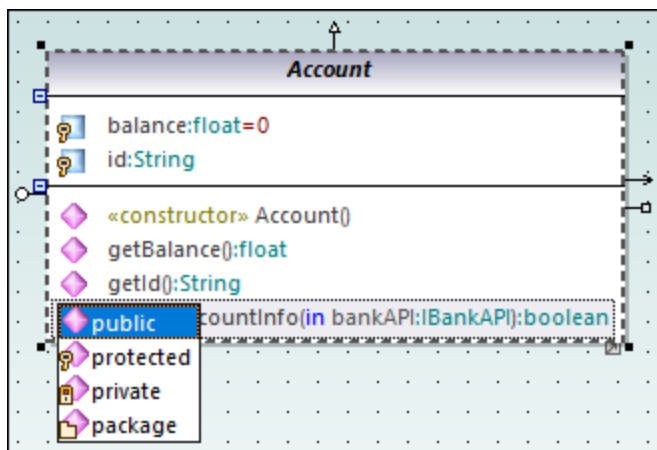 Account
balance:float=0
id:String
«constructor» Account()
getBalance():float
getId():String
countInfo(in bankAPI:IBankAPI):boolean
public
protected
private
package